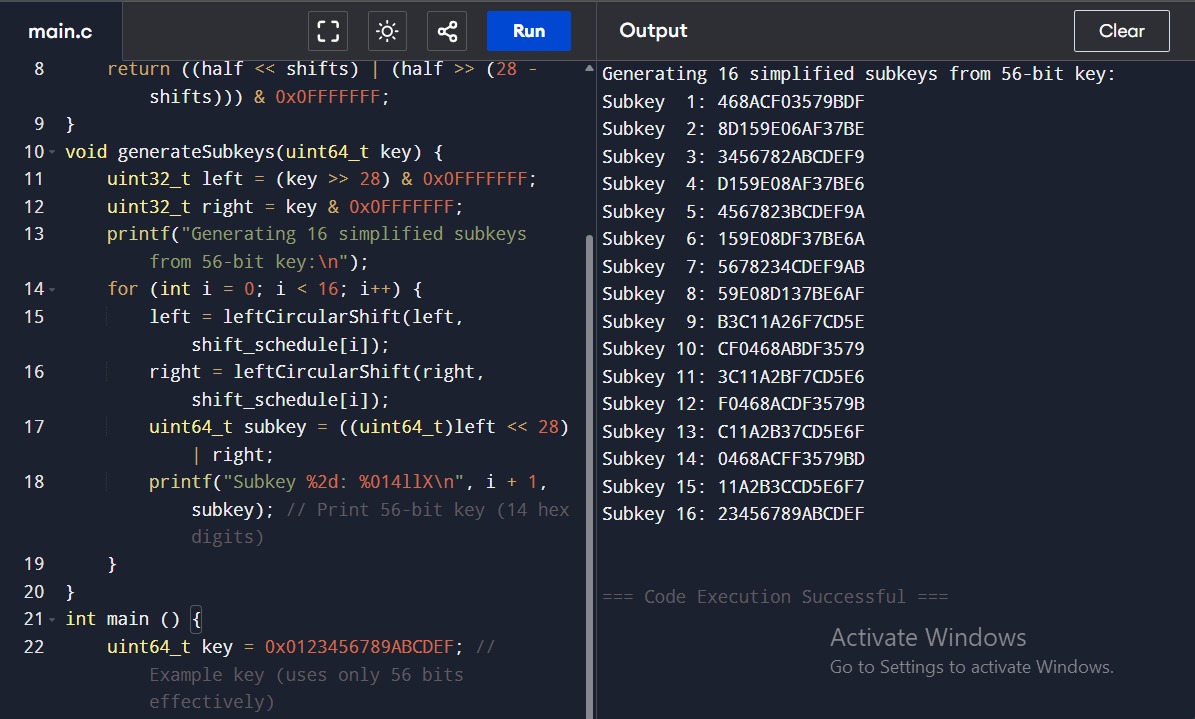 main.c
Run
Output
Clear
8 return ((half << shifts) | (half >> (28 -
shifts))) & 0x0FFFFFFF;
9 }
10 void generateSubkeys(uint64_t key) {
11 uint32_t left = (key >> 28) & 0x0FFFFFFF;
12 uint32_t right = key & 0x0FFFFFFF;
13 printf("Generating 16 simplified subkeys
from 56-bit key:\n");
14 for (int i = 0; i < 16; i++) {
15 left = leftCircularShift(left,
shift_schedule[i]);
16 right = leftCircularShift(right,
shift_schedule[i]);
17 uint64_t subkey = ((uint64_t)left << 28)
| right;
18 printf("Subkey %2d: %014llX\n", i + 1,
subkey); // Print 56-bit key (14 hex
digits)
19 }
20 }
21 int main () {
22 uint64_t key = 0x0123456789ABCDEF; //
Example key (uses only 56 bits
effectively)
Generating 16 simplified subkeys from 56-bit key:
Subkey  1: 468ACF03579BDF
Subkey  2: 8D159E06AF37BE
Subkey  3: 3456782ABCDEF9
Subkey  4: D159E08AF37BE6
Subkey  5: 4567823BCDEF9A
Subkey  6: 159E08DF37BE6A
Subkey  7: 5678234CDEF9AB
Subkey  8: 59E08D137BE6AF
Subkey  9: B3C11A26F7CD5E
Subkey 10: CF0468ABDF3579
Subkey 11: 3C11A2BF7CD5E6
Subkey 12: F0468ACDF3579B
Subkey 13: C11A2B37CD5E6F
Subkey 14: 0468ACFF3579BD
Subkey 15: 11A2B3CCD5E6F7
Subkey 16: 23456789ABCDEF
=== Code Execution Successful ===
Activate Windows
Go to Settings to activate Windows.